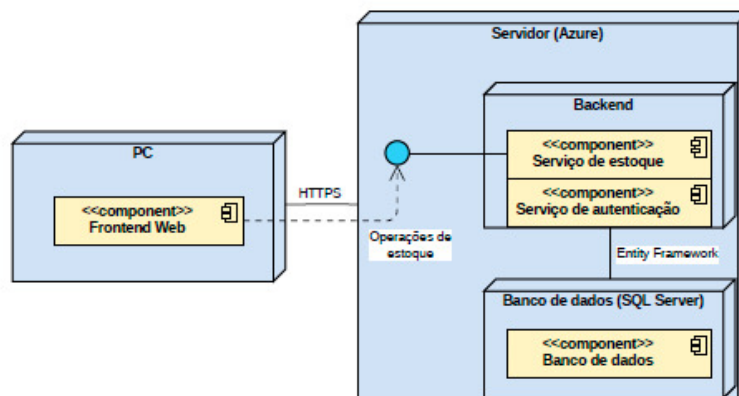 Servidor (Azure)
Backend
<<component>>
Serviço de estoque
<<component>>
Serviço de autenticação
PC
<<component>>
Frontend Web
HTTPS
Operações de
estoque
Entity Framework
Banco de dados (SQL Server)
<<component>>
Banco de dados